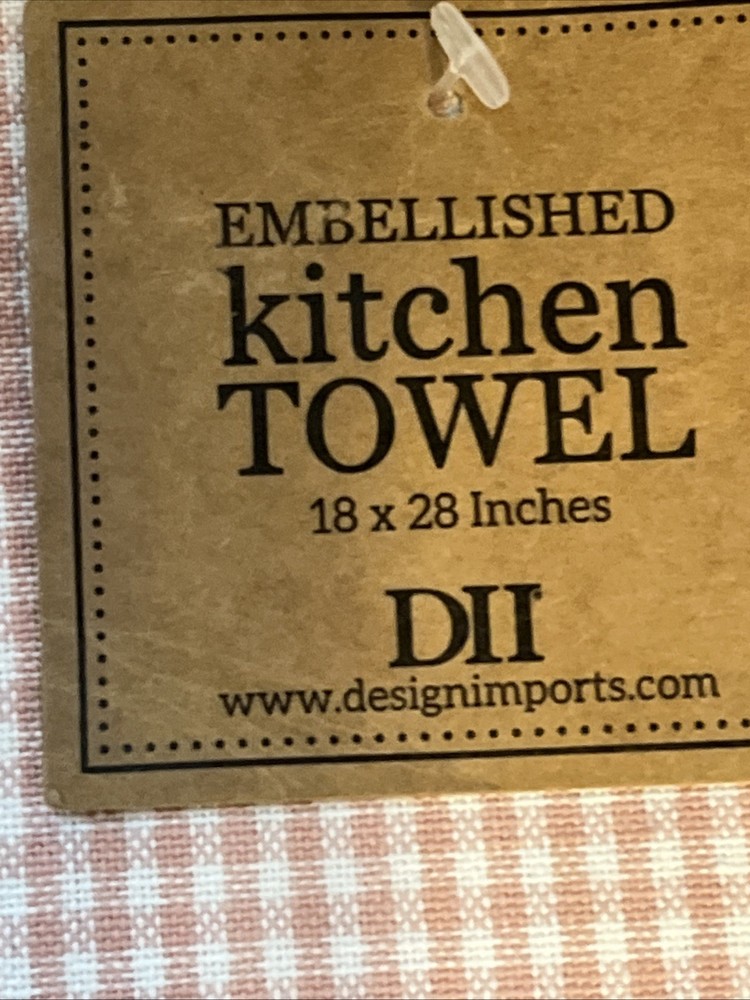 EMBELLISHED
kitchen
TOWEL
18 x 28 Inches
DII
www.designimports.com